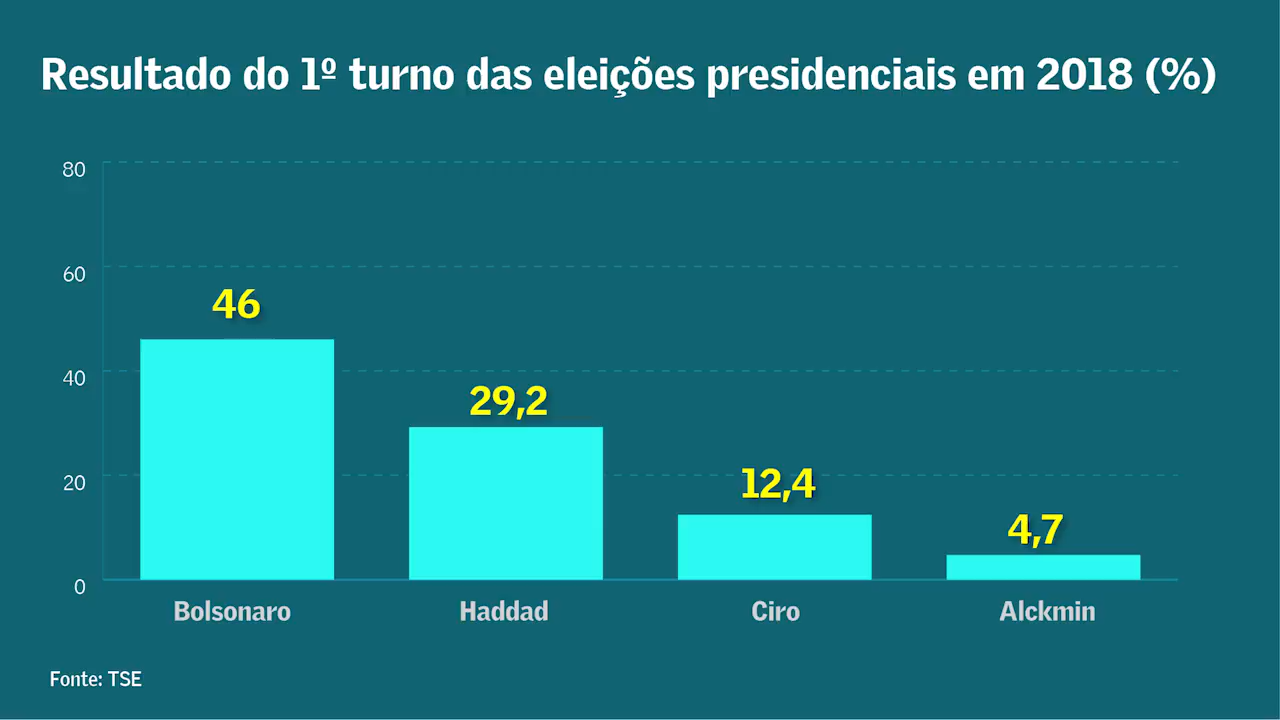 Resultado do 1º turno das eleições presidenciais em 2018 (%)
80
60
40
20
0
46
29,2
12,4
4,7
Bolsonaro
Haddad
Ciro
Alckmin
Fonte: TSE